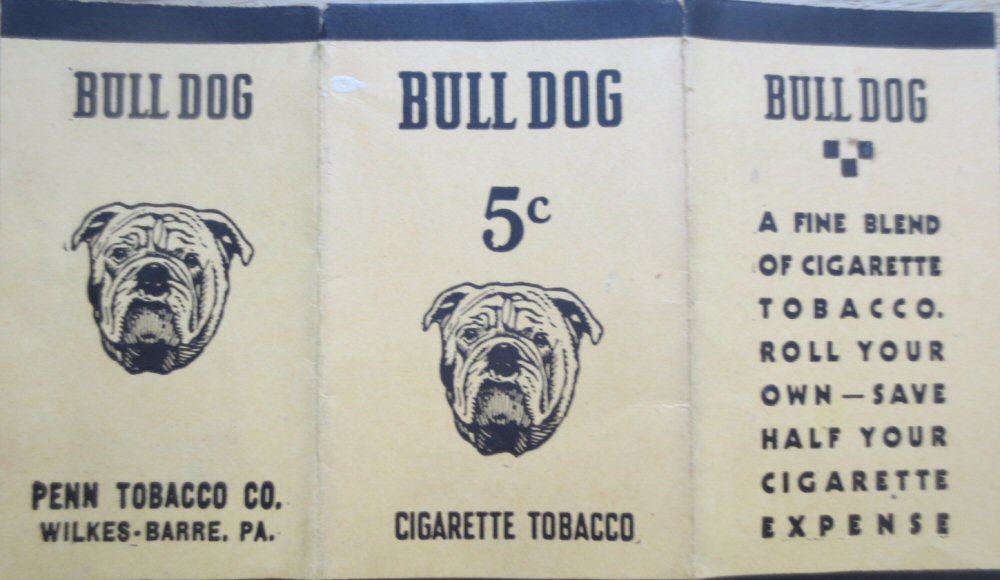 BULL DOG
PENN TOBACCO CO.
WILKES-BARRE, PA.
BULL DOG
5c
CIGARETTE TOBACCO
BULL DOG
A FINE BLEND
OF CIGARETTE
TOBACCO.
ROLL YOUR
OWN — SAVE
HALF YOUR
CIGARETTE
EXPENSE